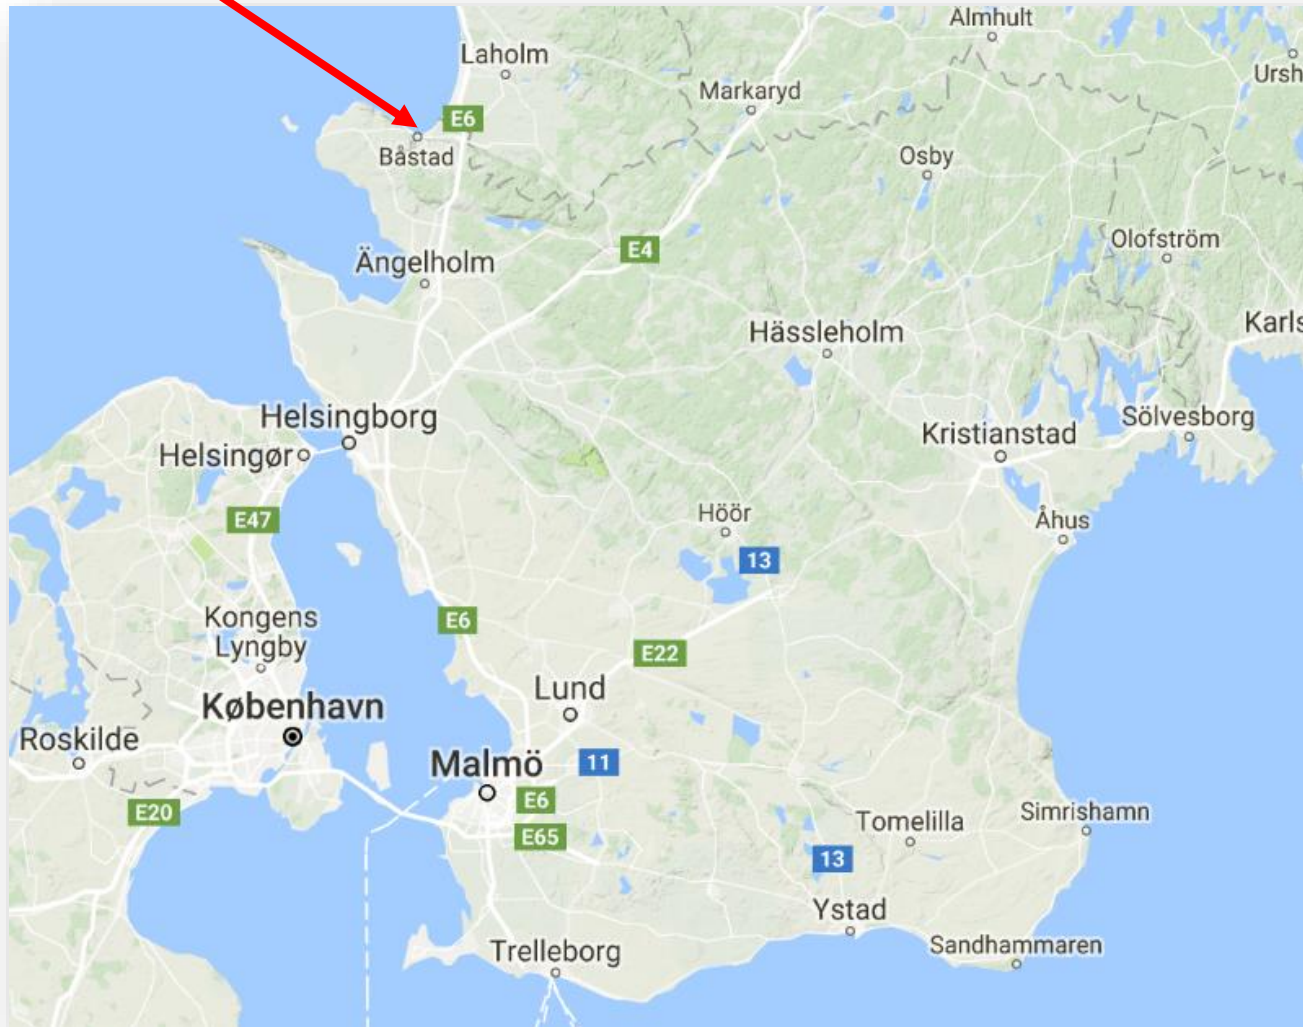 Älmhult
Laholm
Ursh
Markaryd
E6
Båstad
Osby
Olofström
E4
Ängelholm
Karls
Hässleholm
Helsingborg
Sölvesborg
Kristianstad
Helsingør
E47
Höör
Åhus
13
Kongens
Lyngby
E6
E22
Lund
København
Roskilde
Malmö
11
E6
E20
E65
Simrishamn
Tomelilla
13
Ystad
Sandhammaren
Trelleborg